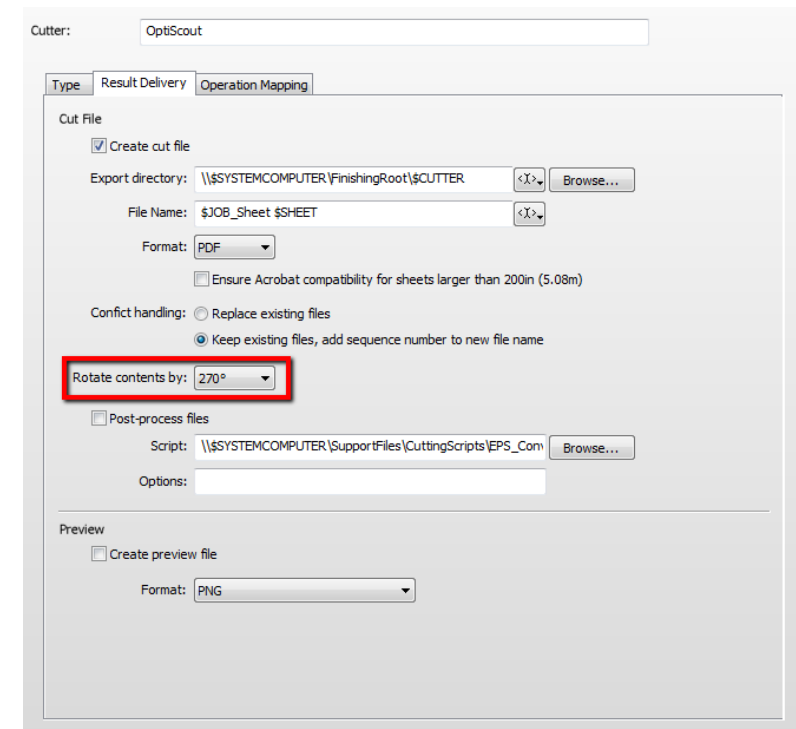 Cutter: OptiScout
Type Result Delivery Operation Mapping
Cut File
Create cut file
Export directory: \\$SYSTEMCOMPUTER\FinishingRoot\$CUTTER Browse...
File Name: $JOB_Sheet $SHEET
Format: PDF
Ensure Acrobat compatibility for sheets larger than 200in (5.08m)
Confict handling: Replace existing files
Keep existing files, add sequence number to new file name
Rotate contents by: 270°
Post-process files
Script: \\$SYSTEMCOMPUTER\SupportFiles\CuttingScripts\EPS_Conv Browse...
Options:
Preview
Create preview file
Format: PNG